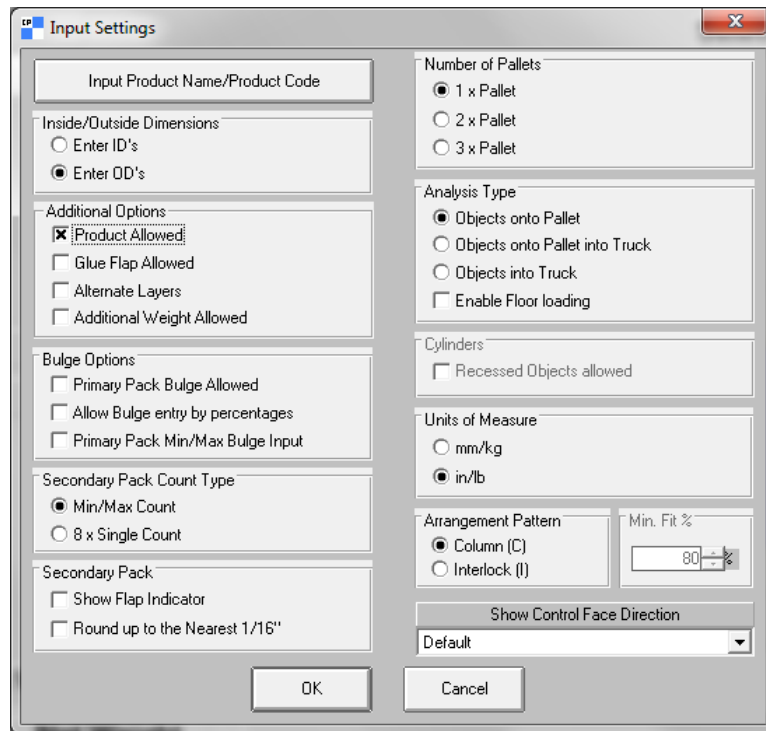 CP
Input Settings
Input Product Name/Product Code
Inside/Outside Dimensions
Enter ID's
Enter OD's
Additional Options
Product Allowed
Glue Flap Allowed
Alternate Layers
Additional Weight Allowed
Bulge Options
Primary Pack Bulge Allowed
Allow Bulge entry by percentages
Primary Pack Min/Max Bulge Input
Secondary Pack Count Type
Min/Max Count
8 x Single Count
Secondary Pack
Show Flap Indicator
Round up to the Nearest 1/16"
Number of Pallets
1 x Pallet
2 x Pallet
3 x Pallet
Analysis Type
Objects onto Pallet
Objects onto Pallet into Truck
Objects into Truck
Enable Floor loading
Cylinders
Recessed Objects allowed
Units of Measure
mm/kg
in/lb
Arrangement Pattern
Column (C)
Interlock (I)
Min. Fit %
80 %
Show Control Face Direction
Default
OK
Cancel